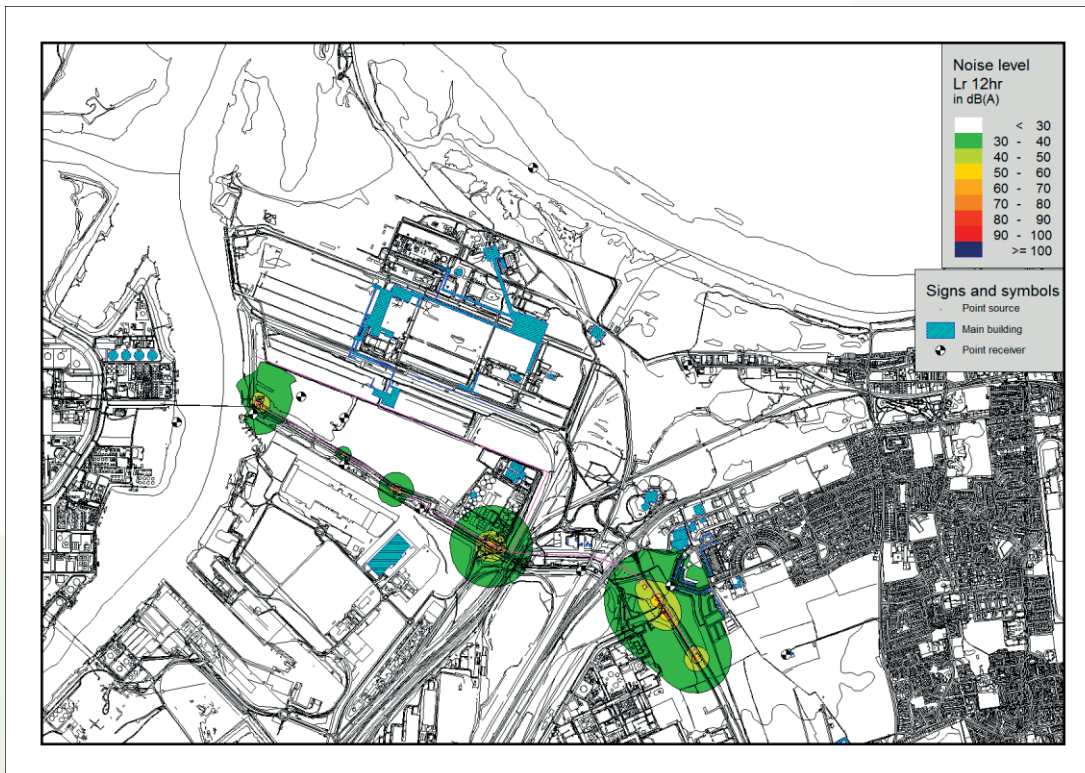 Noise level
Lr 12hr
in dB(A)
< 30
30 - 40
40 - 50
50 - 60
60 - 70
70 - 80
80 - 90
90 - 100
>= 100
Signs and symbols
Point source
Main building
Point receiver